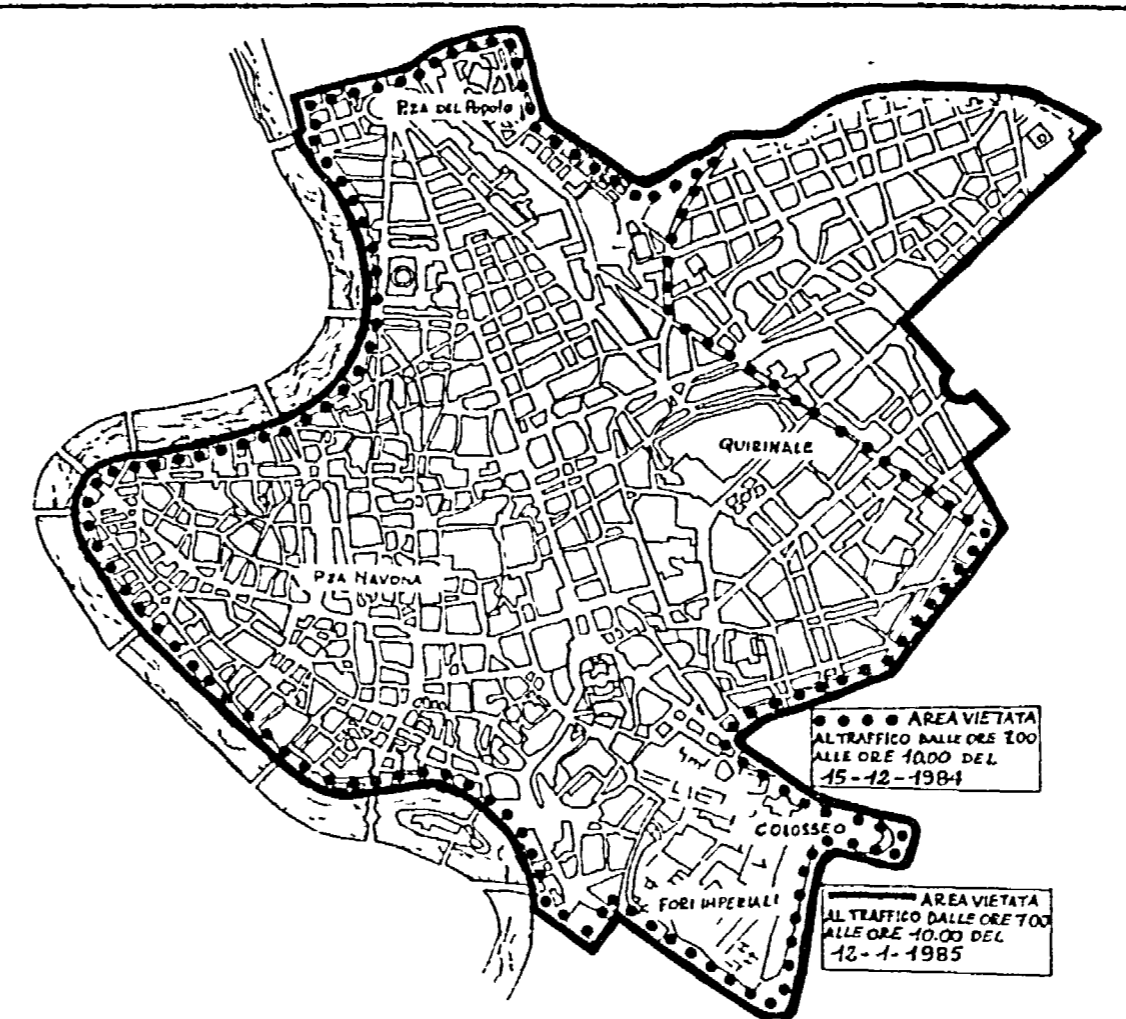 P.ZA DEL POPOLO
QUIRINALE
P.ZA NAVONA
AREA VIETATA
AL TRAFFICO DALLE ORE 7.00
ALLE ORE 10.00 DEL
15-12-1984
COLOSSEO
FORI IMPERIALI
AREA VIETATA
AL TRAFFICO DALLE ORE 7.00
ALLE ORE 10.00 DEL
12-1-1985